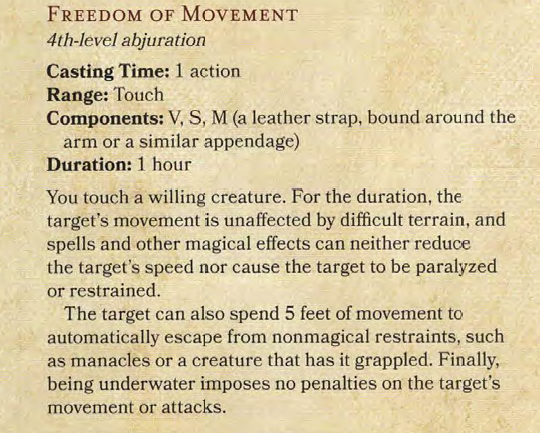 FREEDOM OF MOVEMENT
4th-level abjuration
Casting Time: 1 action
Range: Touch
Components: V, S, M (a leather strap, bound around the
arm or a similar appendage)
Duration: 1 hour
You touch a willing creature. For the duration, the
target's movement is unaffected by difficult terrain, and
spells and other magical effects can neither reduce
the target's speed nor cause the target to be paralyzed
or restrained.
The target can also spend 5 feet of movement to
automatically escape from nonmagical restraints, such
as manacles or a creature that has it grappled. Finally,
being underwater imposes no penalties on the target's
movement or attacks.